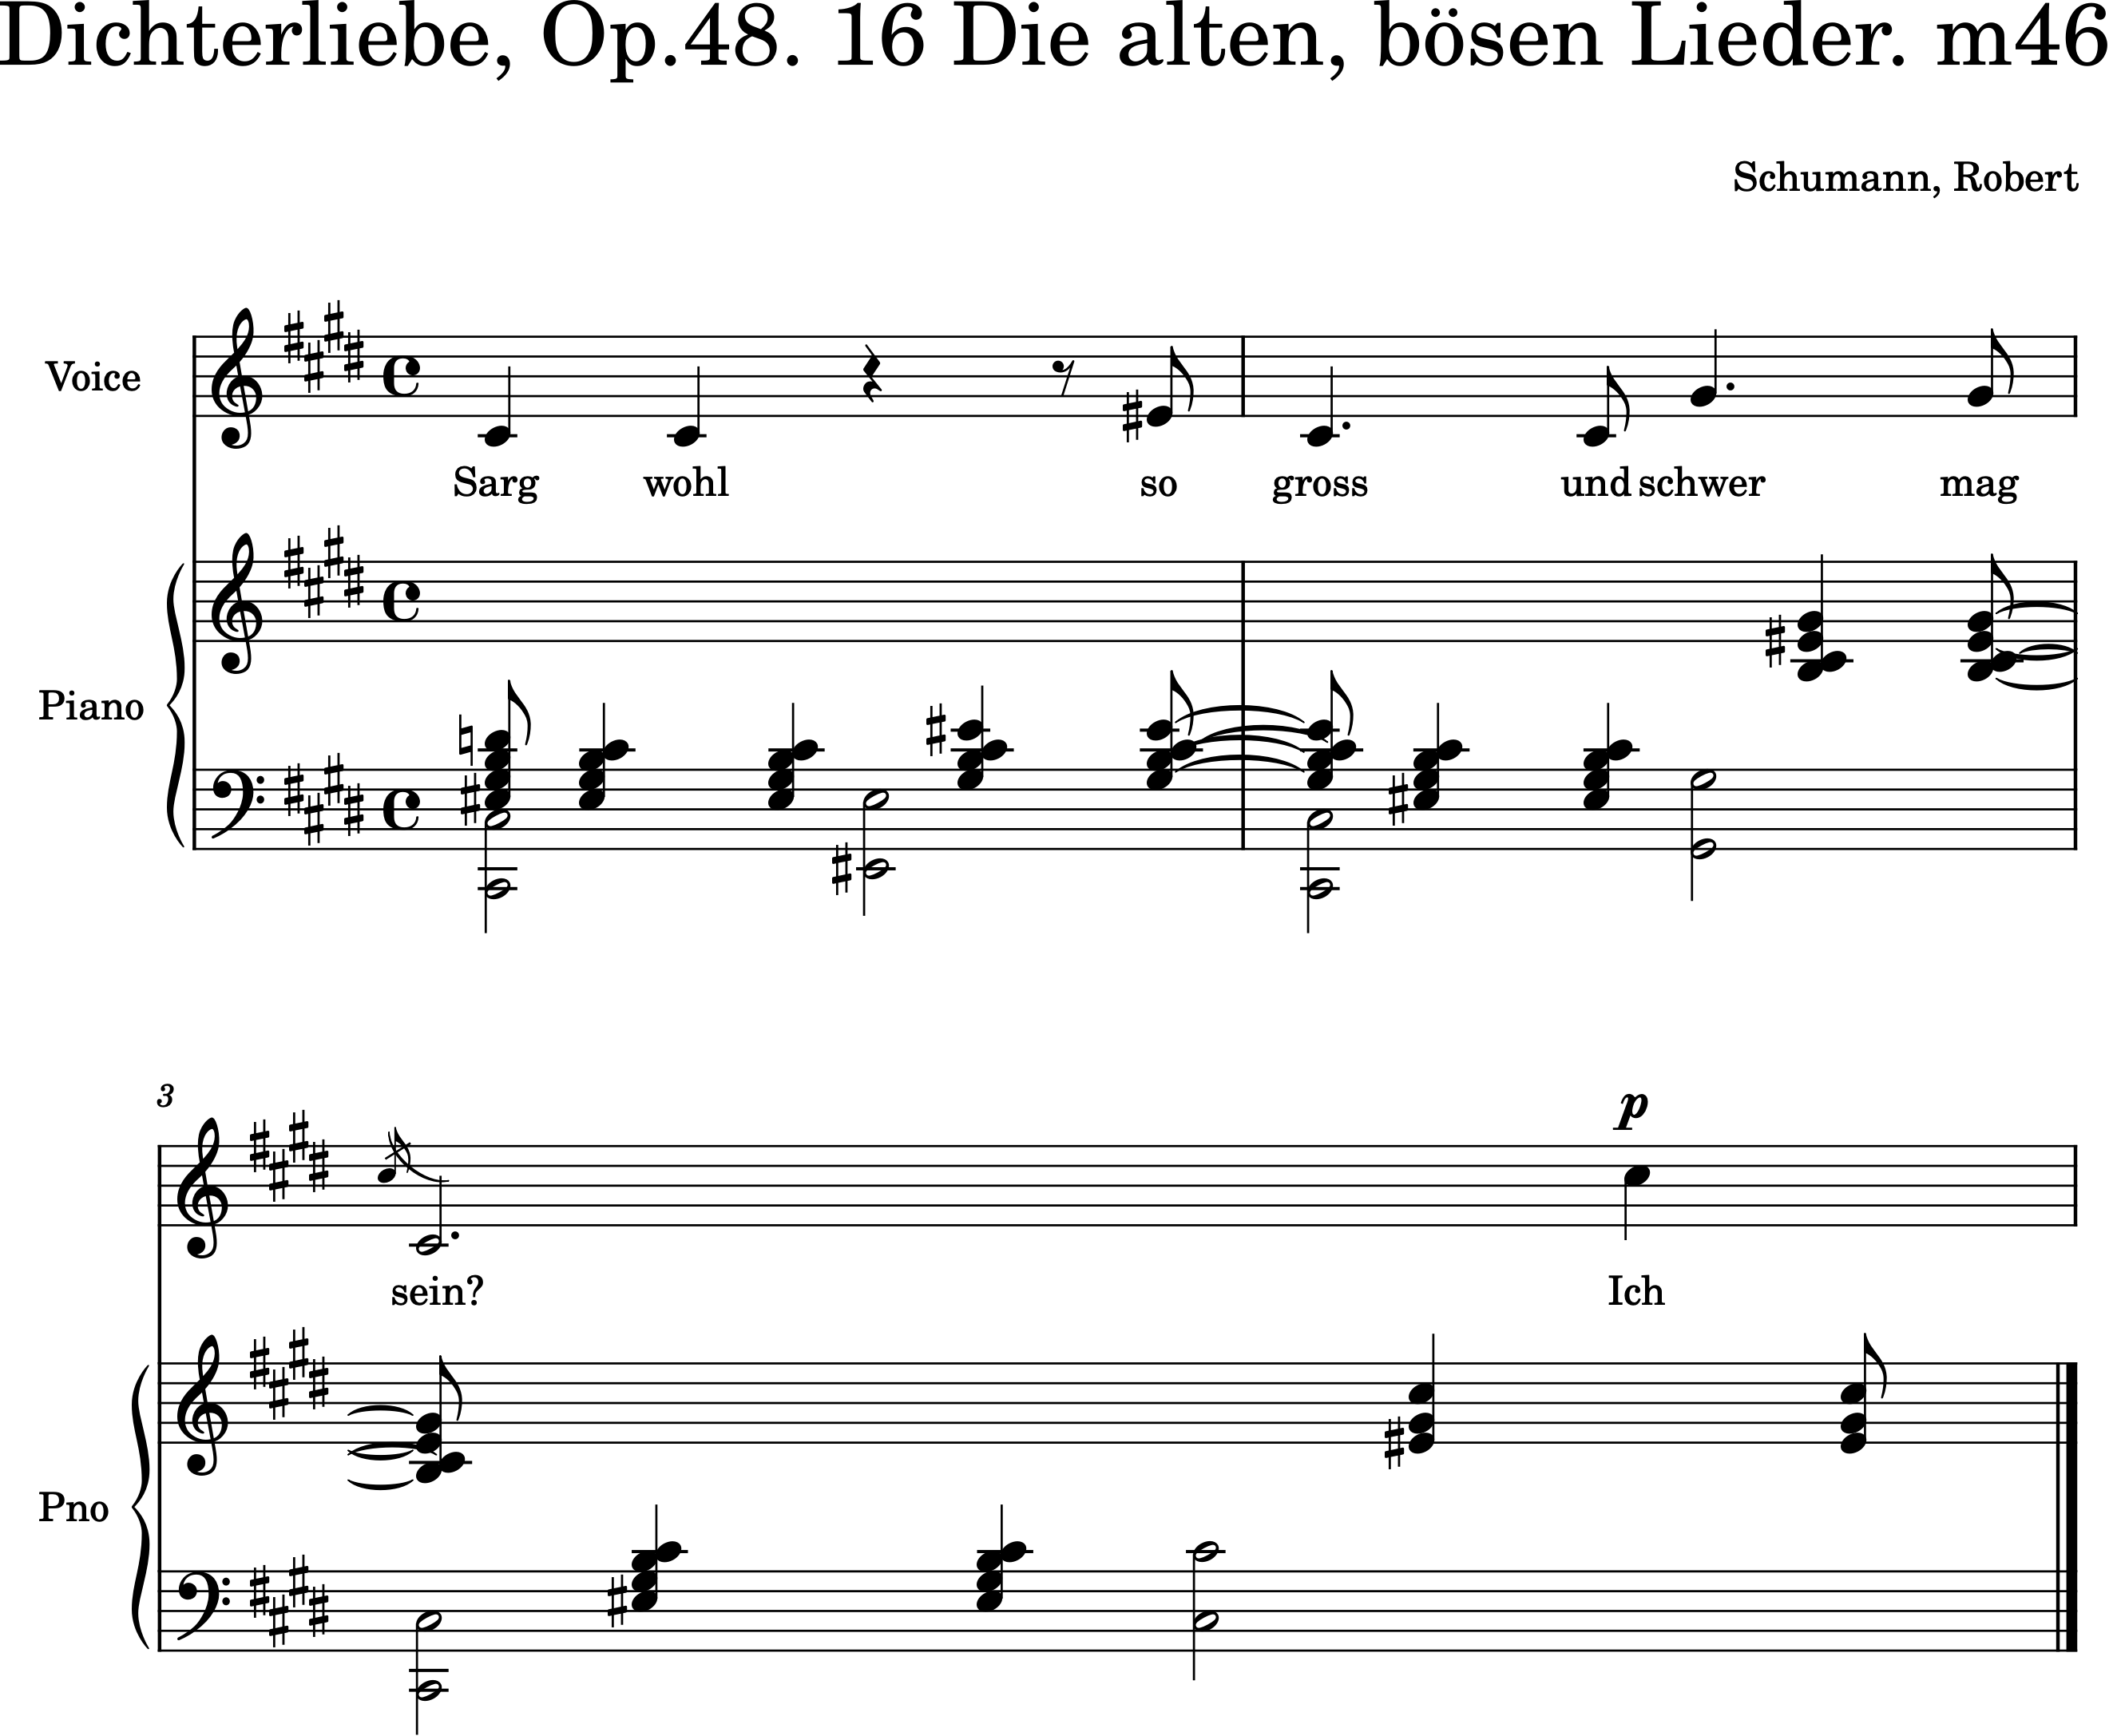 Dichterliebe, Op.48. 16 Die alten, bösen Lieder. m46
Schumann, Robert
Voice
Sarg wohl so gross und schwer mag
Piano
3
p
sein? Ich
Pno